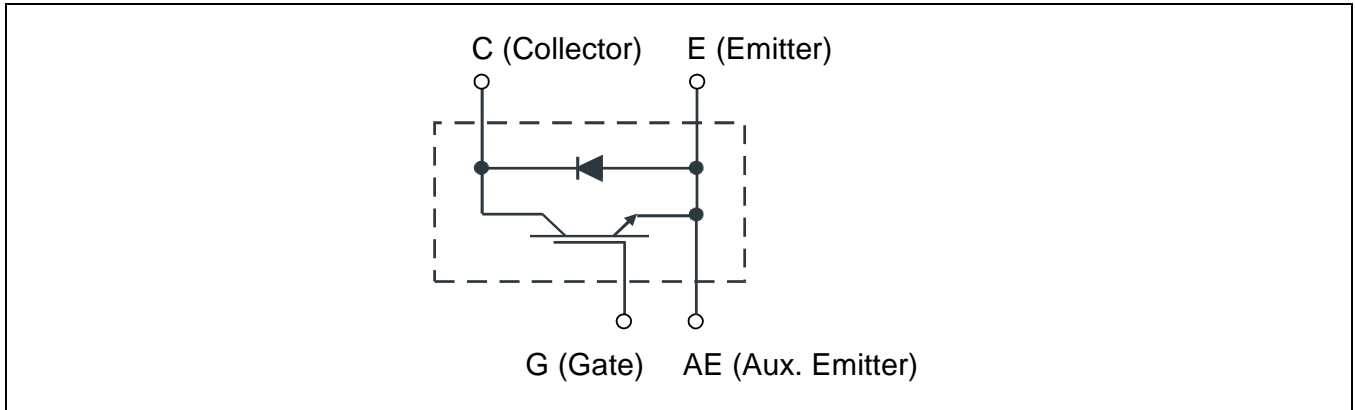 C (Collector) E (Emitter)
G (Gate) AE (Aux. Emitter)